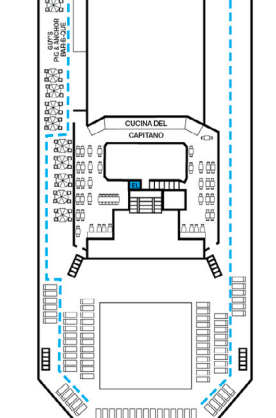 GUY'S
PIG & ANCHOR
BAR-B-QUE
CUCINA DEL
CAPITANO
EL